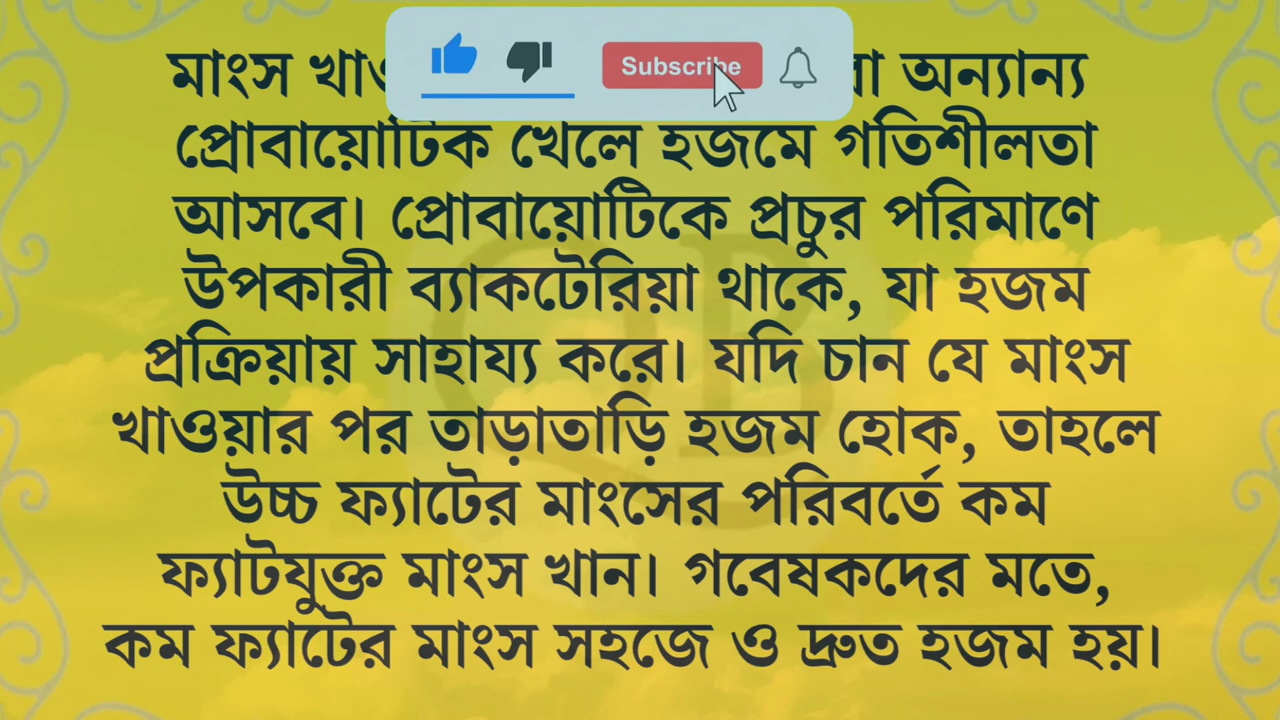 Subscribe
মাংস অন্যান্য
প্রোবায়োটিক খেলে হজমে গতিশীলতা
আসবে। প্রোবায়োটিকে প্রচুর পরিমাণে
উপকারী ব্যাকটেরিয়া থাকে, যা হজম
প্রক্রিয়ায় সাহায্য করে। যদি চান যে মাংস
খাওয়ার পর তাড়াতাড়ি হজম হোক, তাহলে
উচ্চ ফ্যাটের মাংসের পরিবর্তে কম
ফ্যাটযুক্ত মাংস খান। গবেষকদের মতে,
কম ফ্যাটের মাংস সহজে ও দ্রুত হজম হয়।